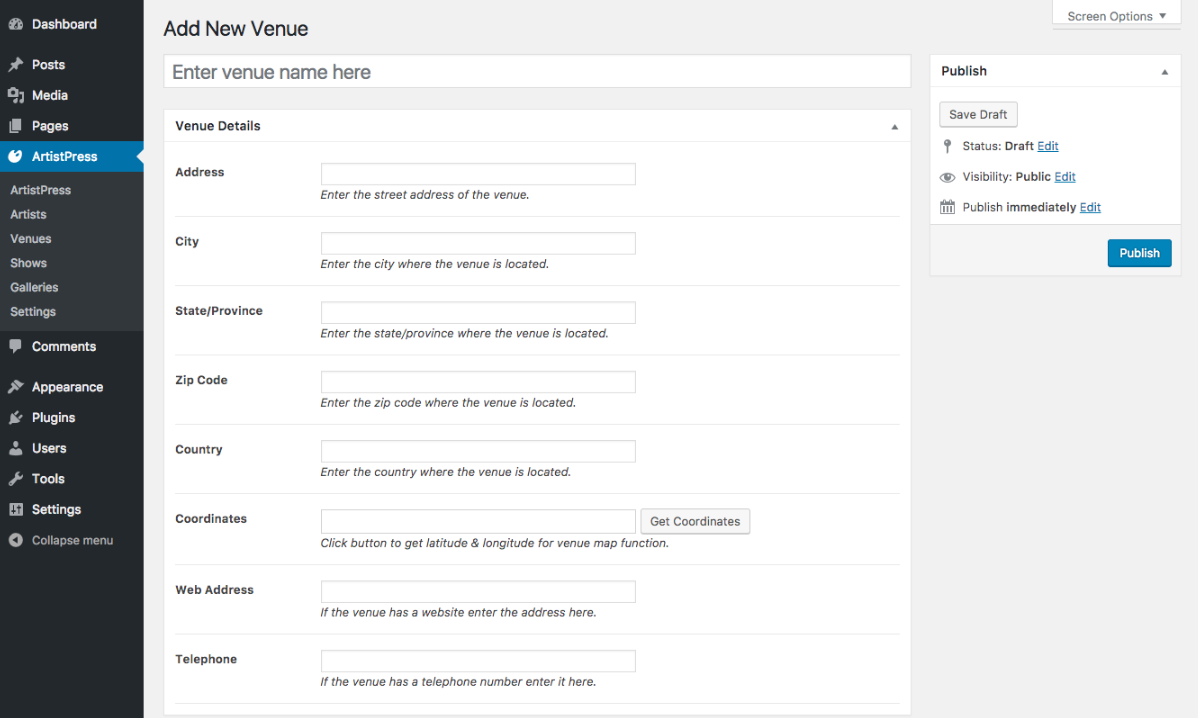 Dashboard
Posts
Media
Pages
ArtistPress
ArtistPress
Artists
Venues
Shows
Galleries
Settings
Comments
Appearance
Plugins
Users
Tools
Settings
Collapse menu
Screen Options ▼
Add New Venue
Enter venue name here
Venue Details
Address
Enter the street address of the venue.
City
Enter the city where the venue is located.
State/Province
Enter the state/province where the venue is located.
Zip Code
Enter the zip code where the venue is located.
Country
Enter the country where the venue is located.
Coordinates
Get Coordinates
Click button to get latitude & longitude for venue map function.
Web Address
If the venue has a website enter the address here.
Telephone
If the venue has a telephone number enter it here.
Publish
Save Draft
Status: Draft Edit
Visibility: Public Edit
Publish immediately Edit
Publish